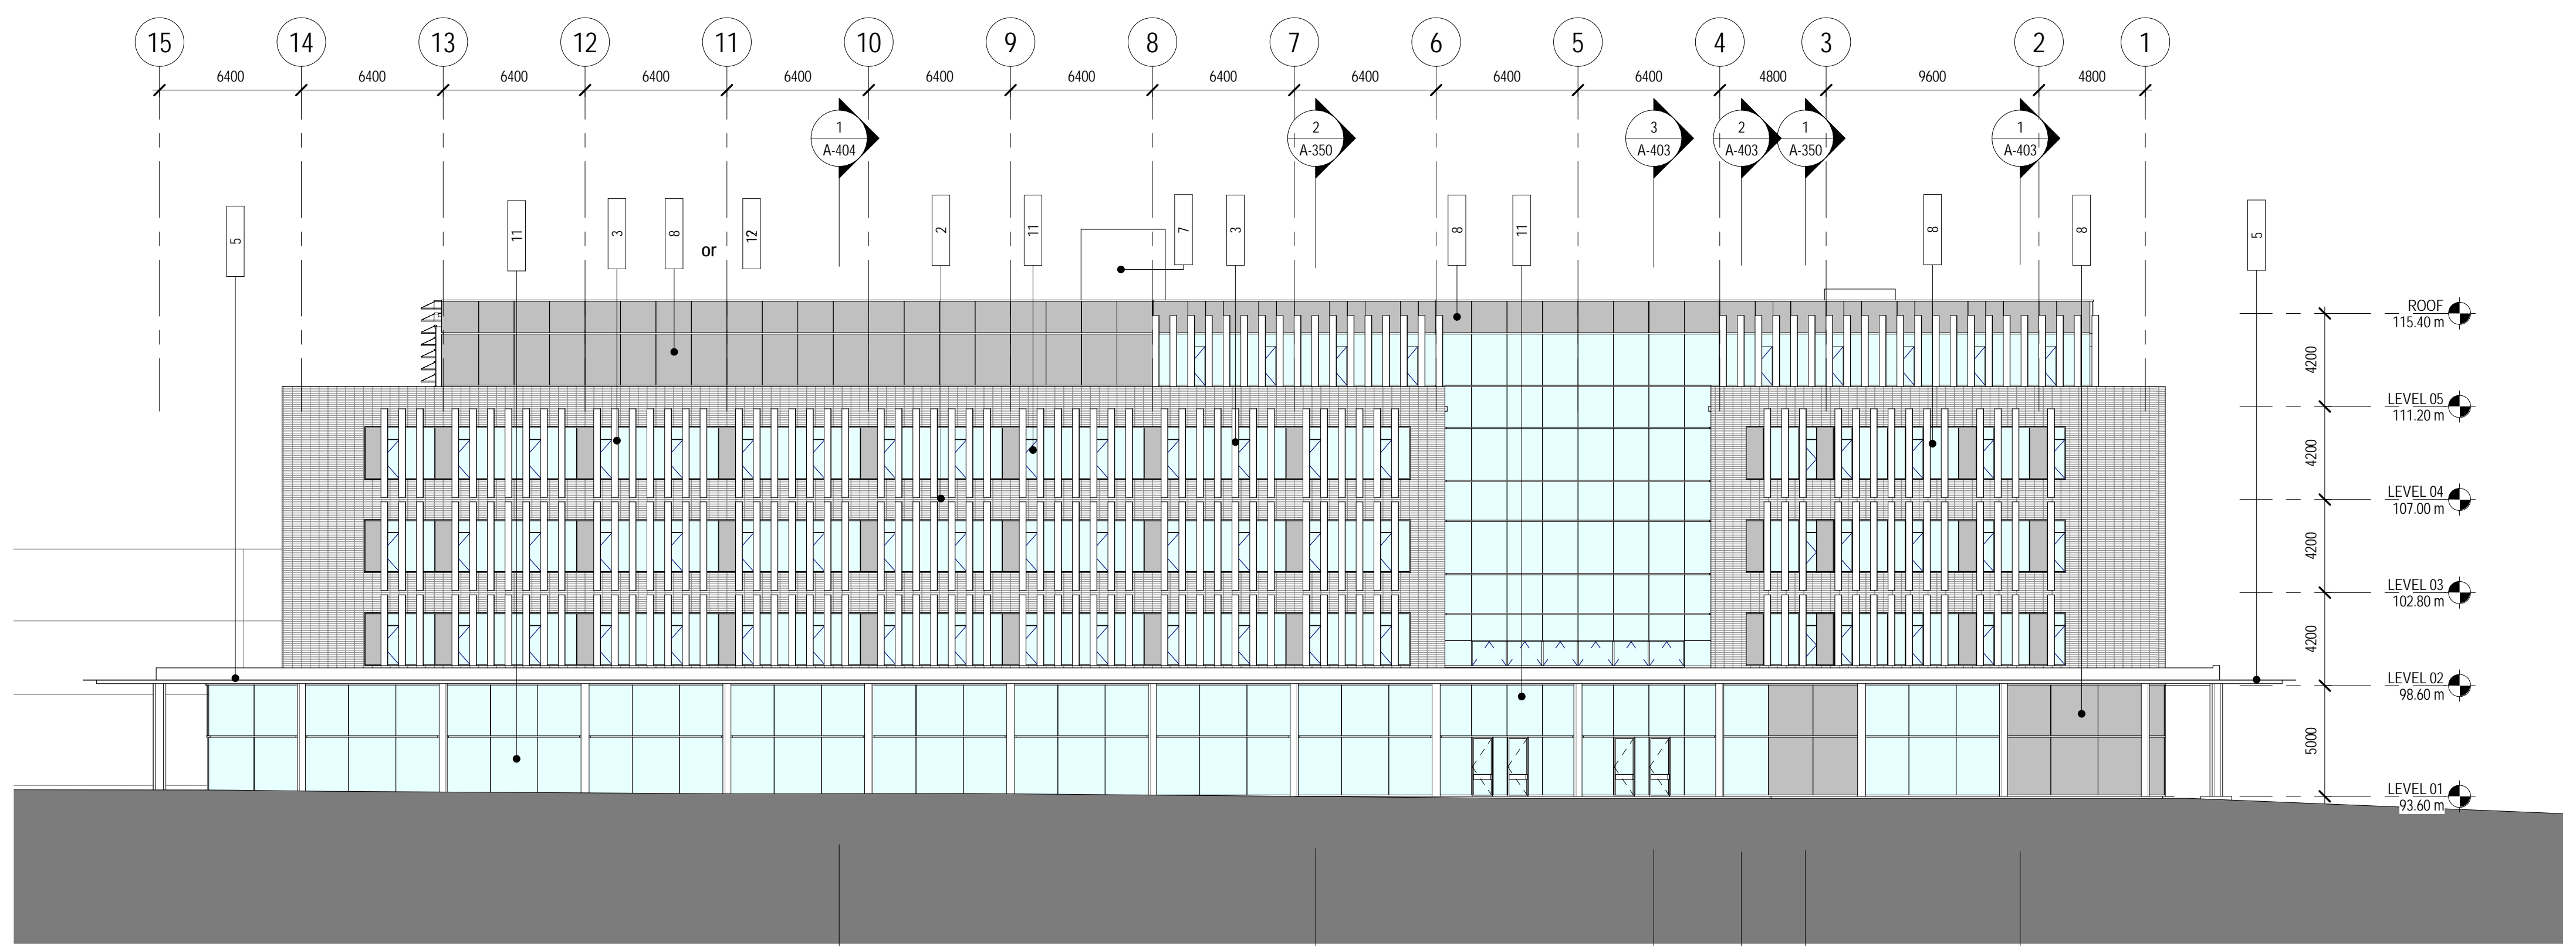 15
14
13
12
11
10
9
8
7
6
5
4
3
2
1
6400
6400
6400
6400
6400
6400
6400
6400
6400
6400
6400
4800
9600
4800
1
A-404
2
A-350
3
A-403
2
A-403
1
A-350
1
A-403
5
11
3
8
or
12
2
11
7
3
8
11
8
8
5
ROOF
115.40 m
4200
LEVEL 05
111.20 m
4200
LEVEL 04
107.00 m
4200
LEVEL 03
102.80 m
4200
LEVEL 02
98.60 m
5000
LEVEL 01
93.60 m